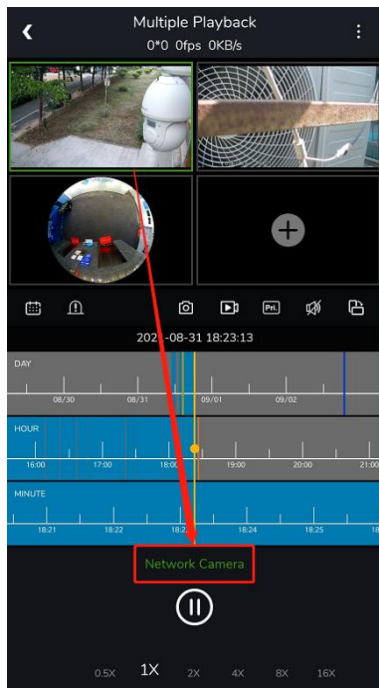 Multiple Playback
0*0 0fps 0KB/s
Pri.
2021-08-31 18:23:13
DAY
08/30 08/31 09/01 09/02
HOUR
16:00 17:00 18:00 19:00 20:00 21:00
MINUTE
18:21 18:22 18:24 18:25
Network Camera
0.5X 1X 2X 4X 8X 16X